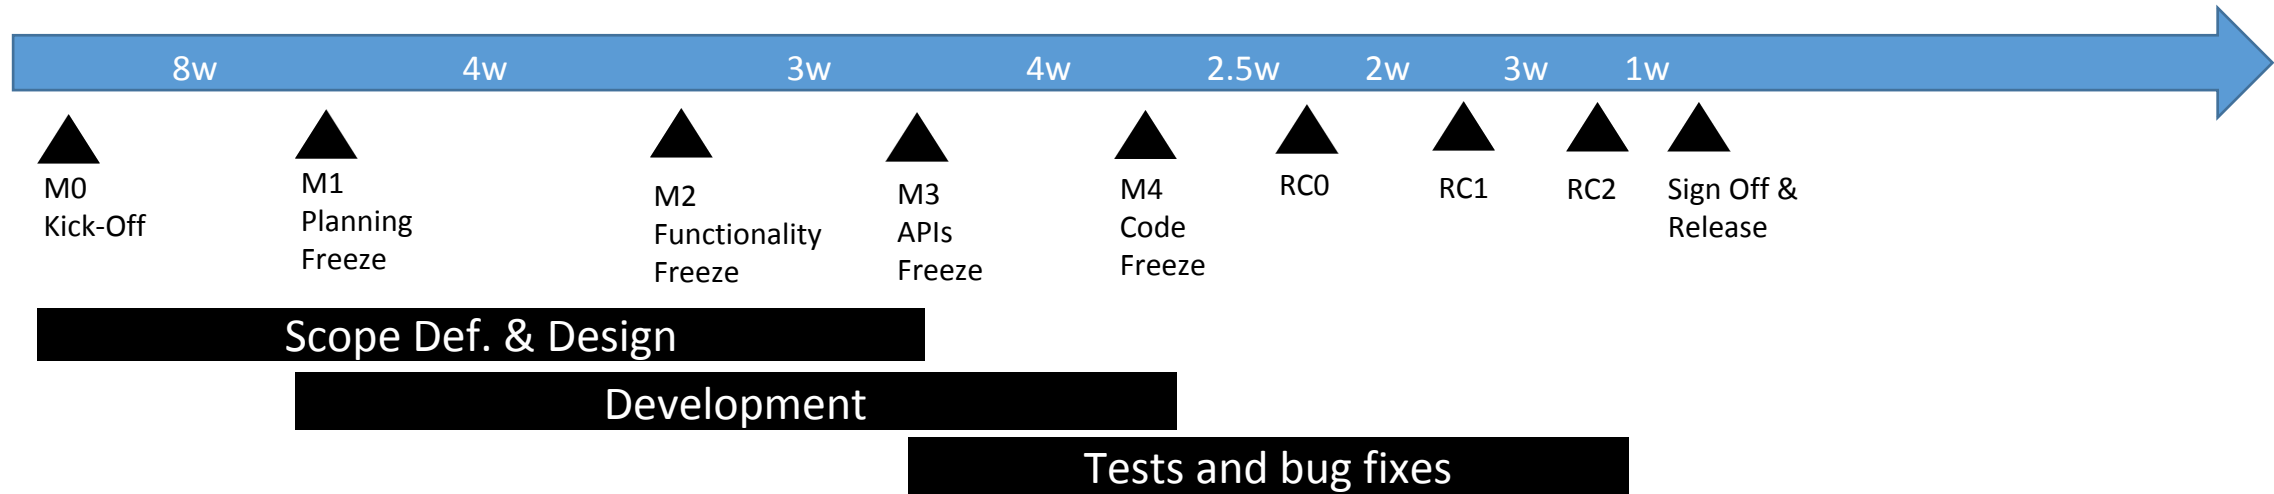 8w 4w 3w 4w 2.5w 2w 3w 1w
M0
Kick-Off
M1
Planning
Freeze
M2
Functionality
Freeze
M3
APIs
Freeze
M4
Code
Freeze
RC0
RC1
RC2
Sign Off &
Release
Scope Def. & Design
Development
Tests and bug fixes